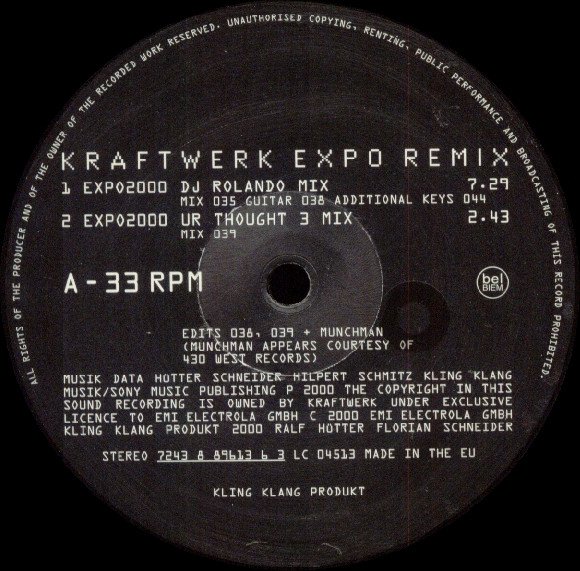 ALL RIGHTS OF THE PRODUCER AND OF THE OWNER OF THE RECORDED WORK RESERVED. UNAUTHORISED COPYING, RENTING, PUBLIC PERFORMANCE AND BROADCASTING OF THIS RECORD PROHIBITED.
KRAFTWERK EXPO REMIX
1 EXPO2000 DJ ROLANDO MIX 7.29
MIX 035 GUITAR 038 ADDITIONAL KEYS 044
2 EXPO2000 UR THOUGHT 3 MIX 2.43
MIX 039
A - 33 RPM
bel
BIEM
EDITS 038, 039 + MUNCHMAN
(MUNCHMAN APPEARS COURTESY OF
430 WEST RECORDS)
MUSIK DATA HÜTTER SCHNEIDER HILPERT SCHMITZ KLING KLANG
MUSIK/SONY MUSIC PUBLISHING P 2000 THE COPYRIGHT IN THIS
SOUND RECORDING IS OWNED BY KRAFTWERK UNDER EXCLUSIVE
LICENCE TO EMI ELECTROLA GMBH C 2000 EMI ELECTROLA GMBH
KLING KLANG PRODUKT 2000 RALF HÜTTER FLORIAN SCHNEIDER
STEREO 7243 8 89613 6 3 LC 04513 MADE IN THE EU
KLING KLANG PRODUKT